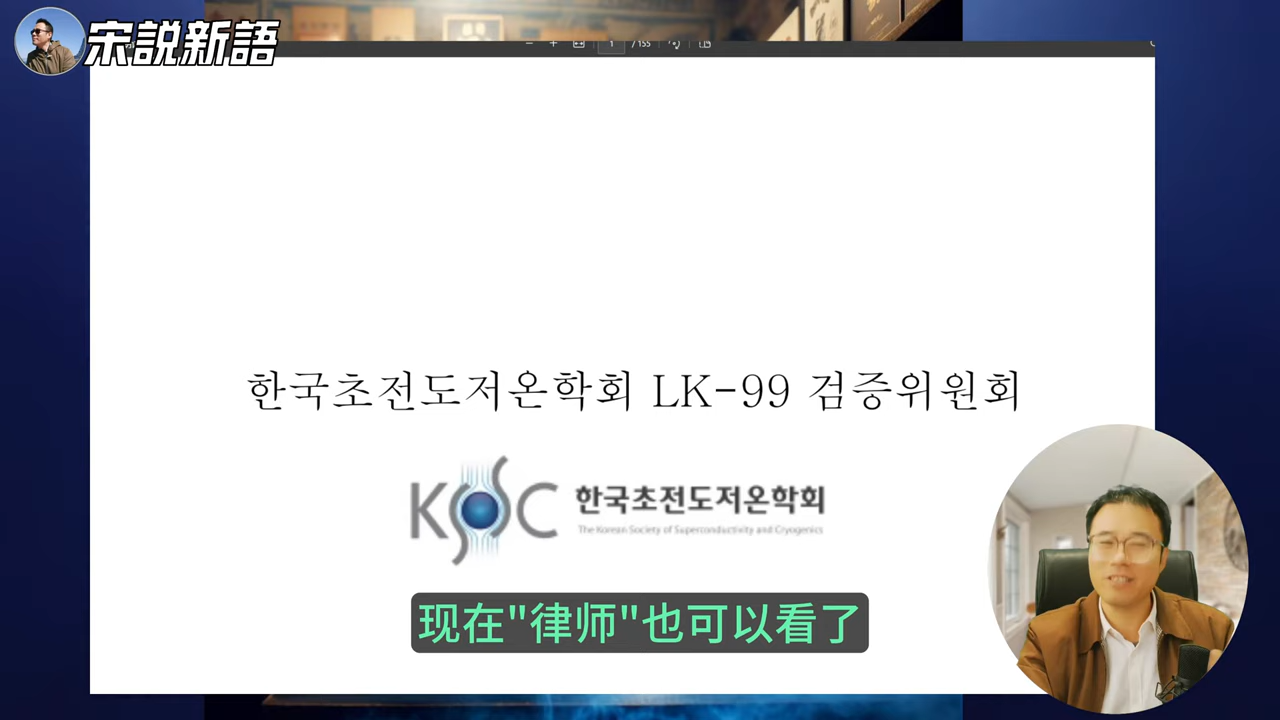 宋說新語
1 / 155
한국초전도저온학회 LK-99 검증위원회
KSC 한국초전도저온학회
The Korean Society of Superconductivity and Cryogenics
现在"律师"也可以看了